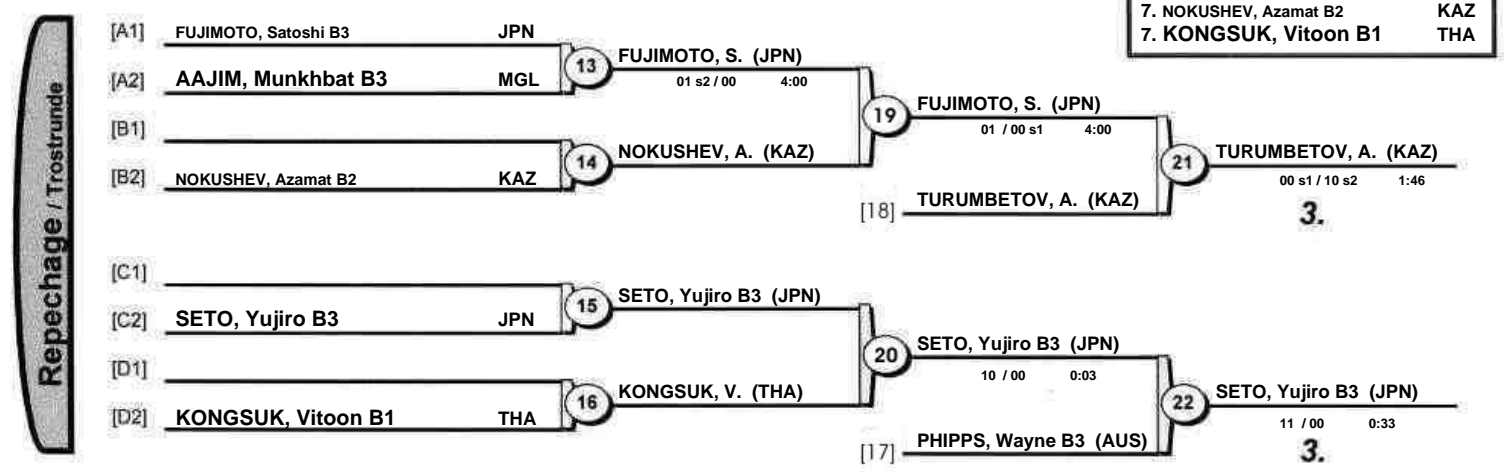 7. NOKUSHEV, Azamat B2 KAZ
7. KONGSUK, Vitoon B1 THA
Repechage / Trostrunde
[A1] FUJIMOTO, Satoshi B3 JPN
13 FUJIMOTO, S. (JPN)
[A2] AAJIM, Munkhbat B3 MGL
01 s2 / 00 4:00
19 FUJIMOTO, S. (JPN)
01 / 00 s1 4:00
[B1]
14 NOKUSHEV, A. (KAZ)
[B2] NOKUSHEV, Azamat B2 KAZ
21 TURUMBETOV, A. (KAZ)
00 s1 / 10 s2 1:46
[18] TURUMBETOV, A. (KAZ)
3.
[C1]
15 SETO, Yujiro B3 (JPN)
[C2] SETO, Yujiro B3 JPN
20 SETO, Yujiro B3 (JPN)
10 / 00 0:03
[D1]
16 KONGSUK, V. (THA)
[D2] KONGSUK, Vitoon B1 THA
22 SETO, Yujiro B3 (JPN)
11 / 00 0:33
[17] PHIPPS, Wayne B3 (AUS)
3.